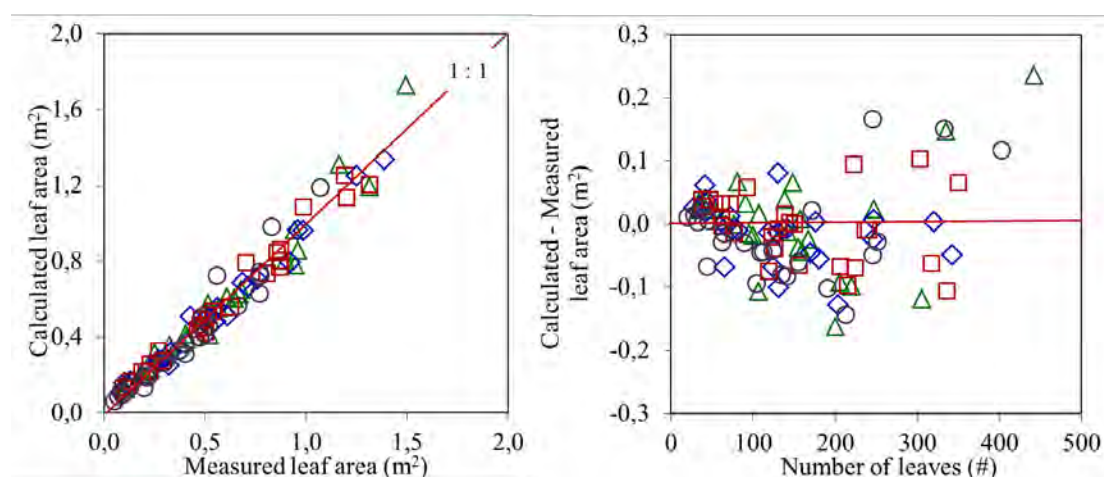 2,0
1,6
1,2
0,8
0,4
0,0
Calculated leaf area (m²)
1 : 1
0,0 0,5 1,0 1,5 2,0
Measured leaf area (m²)
0,3
0,2
0,1
0,0
-0,1
-0,2
-0,3
Calculated - Measured
leaf area (m²)
0 100 200 300 400 500
Number of leaves (#)